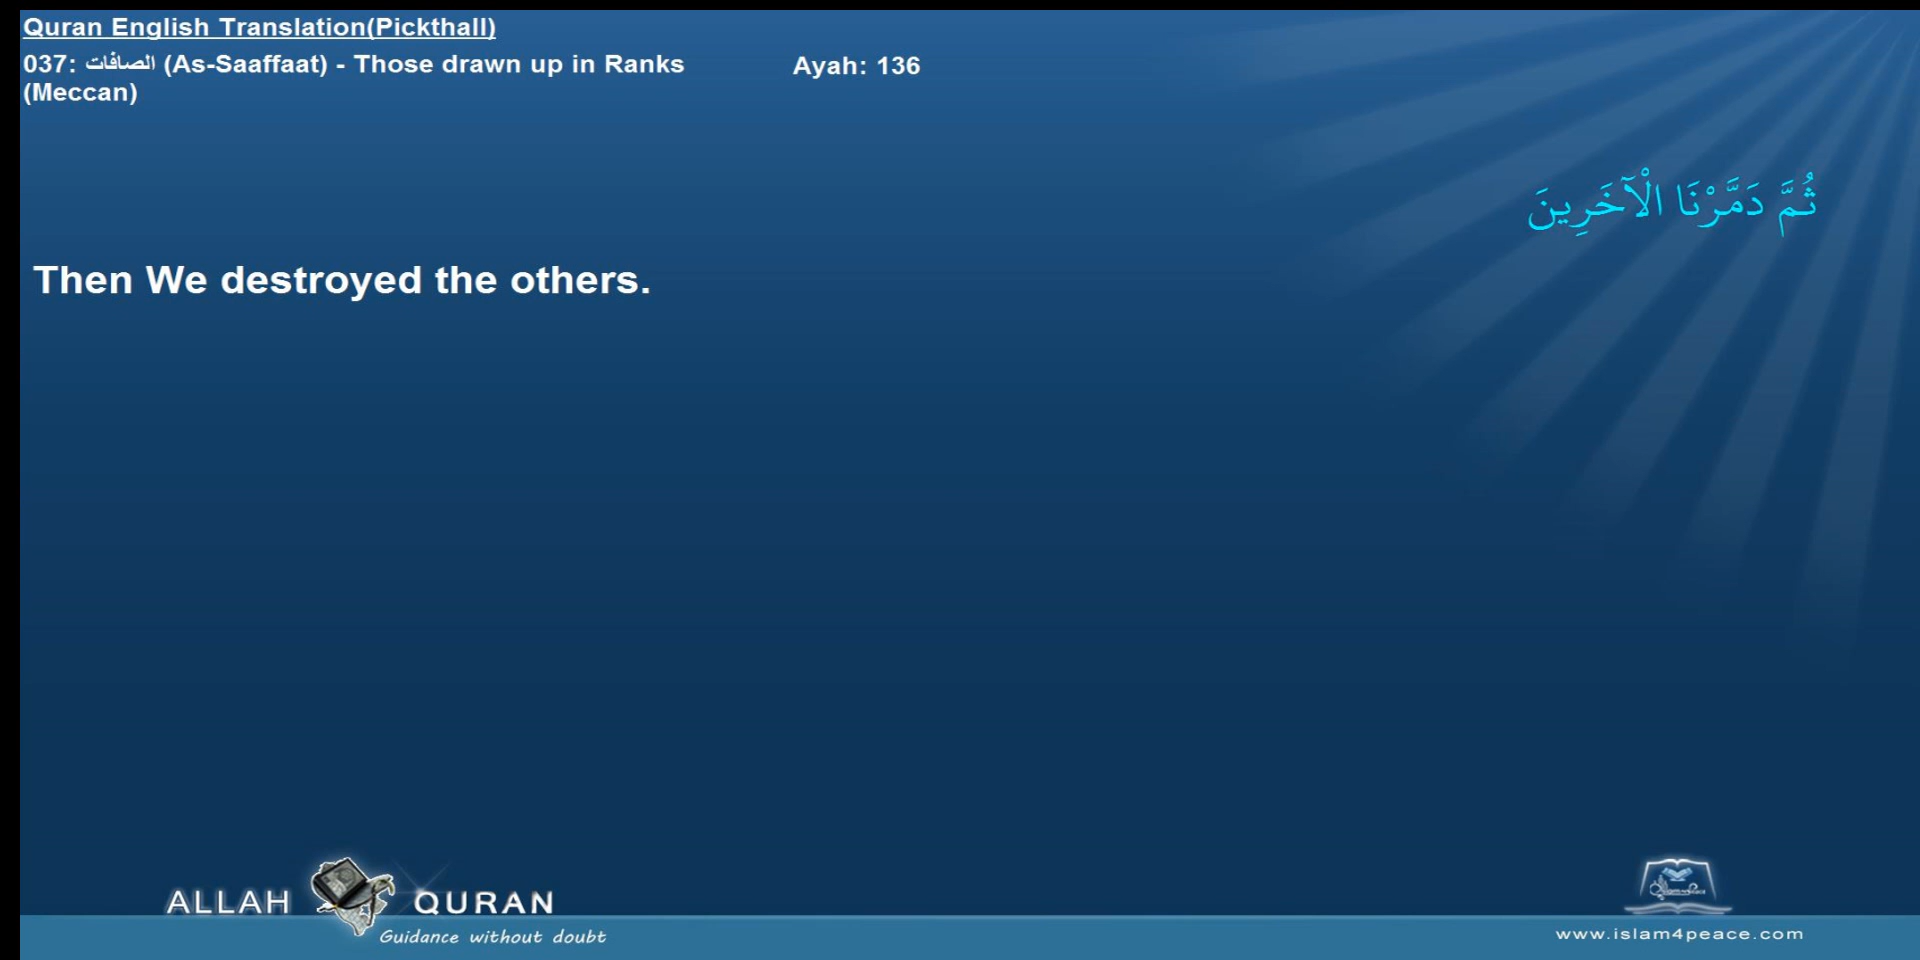 Quran English Translation(Pickthall)
037: الصافات (As-Saaffaat) - Those drawn up in Ranks
(Meccan)
Ayah: 136
ثُمَّ دَمَّرْنَا الْآخَرِينَ
Then We destroyed the others.
ALLAH QURAN
Guidance without doubt
www.islam4peace.com